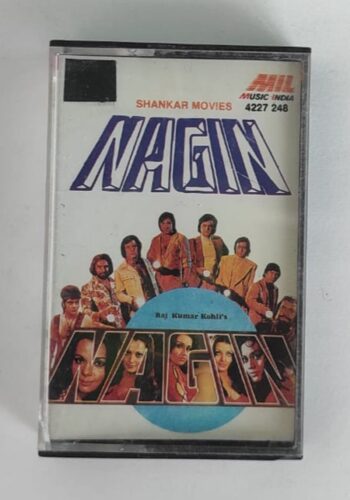 MIL
MUSIC INDIA
SHANKAR MOVIES
4227 248
NAGIN
Raj Kumar Kohli's
NAGIN